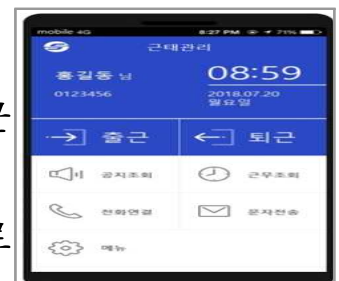 mobile 4G 8:27 PM 71%
근태관리
홍길동 님 08:59
0123456 2018.07.20
월요일
출근 퇴근
공지조회 근무조회
전화연결 문자전송
메뉴